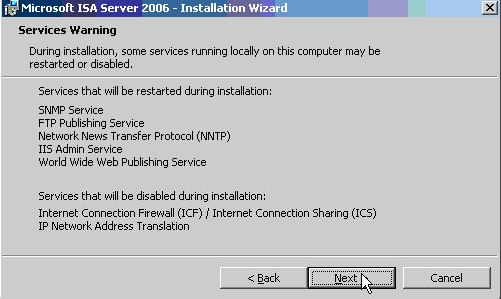 Microsoft ISA Server 2006 - Installation Wizard
Services Warning
During installation, some services running locally on this computer may be
restarted or disabled.
Services that will be restarted during installation:
SNMP Service
FTP Publishing Service
Network News Transfer Protocol (NNTP)
IIS Admin Service
World Wide Web Publishing Service
Services that will be disabled during installation:
Internet Connection Firewall (ICF) / Internet Connection Sharing (ICS)
IP Network Address Translation
< Back
Next >
Cancel